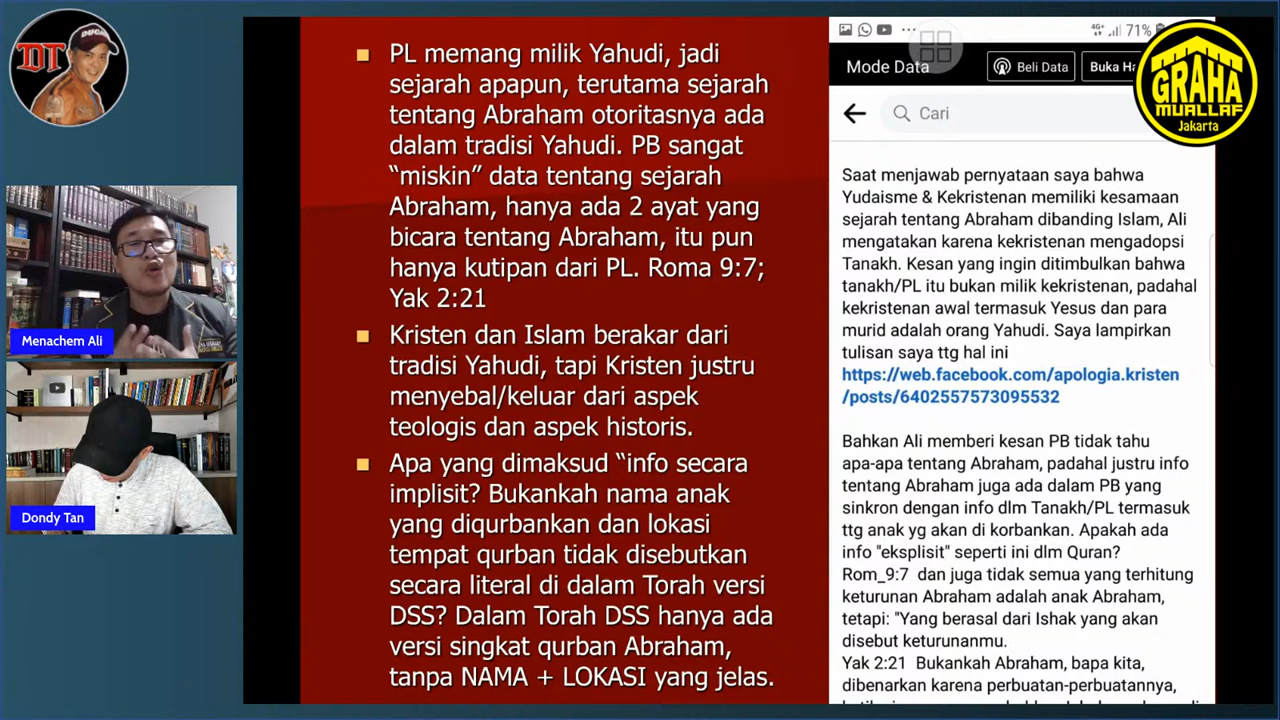 DT
DUCATI
Menachem Ali
Dondy Tan
PL memang milik Yahudi, jadi
sejarah apapun, terutama sejarah
tentang Abraham otoritasnya ada
dalam tradisi Yahudi. PB sangat
“miskin” data tentang sejarah
Abraham, hanya ada 2 ayat yang
bicara tentang Abraham, itu pun
hanya kutipan dari PL. Roma 9:7;
Yak 2:21
Kristen dan Islam berakar dari
tradisi Yahudi, tapi Kristen justru
menyebal/keluar dari aspek
teologis dan aspek historis.
Apa yang dimaksud “info secara
implisit? Bukankah nama anak
yang diqurbankan dan lokasi
tempat qurban tidak disebutkan
secara literal di dalam Torah versi
DSS? Dalam Torah DSS hanya ada
versi singkat qurban Abraham,
tanpa NAMA + LOKASI yang jelas.
4G+ 71%
Mode Data
Beli Data
Buka Ha
GRAHA
MUALLAF
Jakarta
Cari
Saat menjawab pernyataan saya bahwa
Yudaisme & Kekristenan memiliki kesamaan
sejarah tentang Abraham dibanding Islam, Ali
mengatakan karena kekristenan mengadopsi
Tanakh. Kesan yang ingin ditimbulkan bahwa
tanakh/PL itu bukan milik kekristenan, padahal
kekristenan awal termasuk Yesus dan para
murid adalah orang Yahudi. Saya lampirkan
tulisan saya ttg hal ini
https://web.facebook.com/apologia.kristen
/posts/6402557573095532
Bahkan Ali memberi kesan PB tidak tahu
apa-apa tentang Abraham, padahal justru info
tentang Abraham juga ada dalam PB yang
sinkron dengan info dlm Tanakh/PL termasuk
ttg anak yg akan di korbankan. Apakah ada
info "eksplisit" seperti ini dlm Quran?
Rom_9:7 dan juga tidak semua yang terhitung
keturunan Abraham adalah anak Abraham,
tetapi: "Yang berasal dari Ishak yang akan
disebut keturunanmu.
Yak 2:21 Bukankah Abraham, bapa kita,
dibenarkan karena perbuatan-perbuatannya,